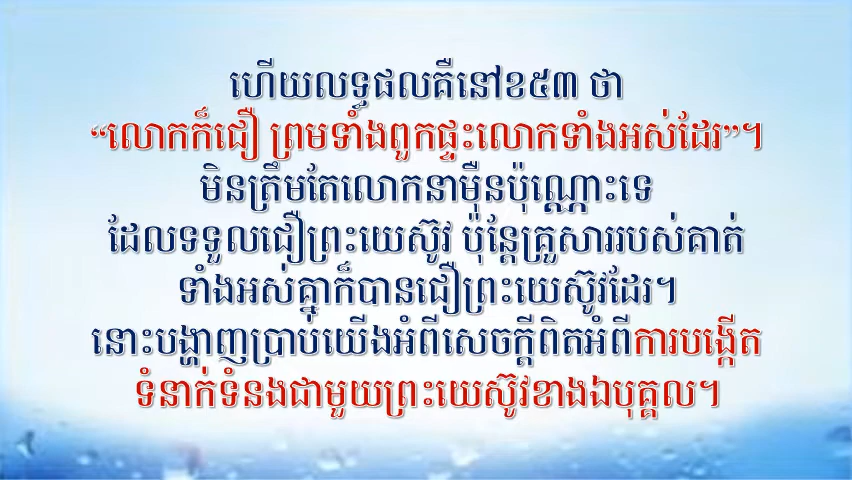 ហើយលទ្ធផលគឺនៅខ៥៣ ថា
“លោកក៏ជឿ ព្រមទាំងពួកផ្ទះលោកទាំងអស់ដែរ”។
មិនត្រឹមតែលោកនាម៉ឺនប៉ុណ្ណោះទេ
ដែលទទួលជឿព្រះយេស៊ូវ ប៉ុន្តែគ្រួសាររបស់គាត់
ទាំងអស់គ្នាក៏បានជឿព្រះយេស៊ូវដែរ។
នោះបង្ហាញប្រាប់យើងអំពីសេចក្ដីពិតអំពីការបង្កើត
ទំនាក់ទំនងជាមួយព្រះយេស៊ូវខាងឯបុគ្គល។